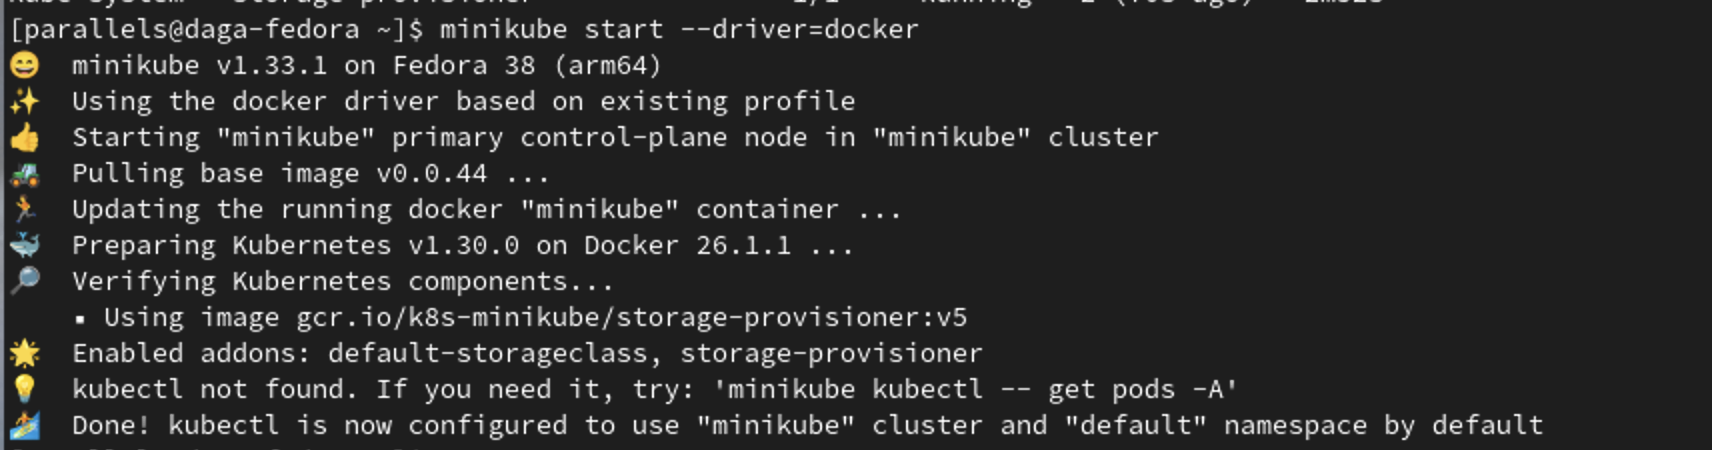 [parallels@daga-fedora ~]$ minikube start --driver=docker
😄 minikube v1.33.1 on Fedora 38 (arm64)
✨ Using the docker driver based on existing profile
👍 Starting "minikube" primary control-plane node in "minikube" cluster
🚜 Pulling base image v0.0.44 ...
🏃 Updating the running docker "minikube" container ...
🐳 Preparing Kubernetes v1.30.0 on Docker 26.1.1 ...
🔎 Verifying Kubernetes components...
▪ Using image gcr.io/k8s-minikube/storage-provisioner:v5
🌟 Enabled addons: default-storageclass, storage-provisioner
💡 kubectl not found. If you need it, try: 'minikube kubectl -- get pods -A'
🏄 Done! kubectl is now configured to use "minikube" cluster and "default" namespace by default